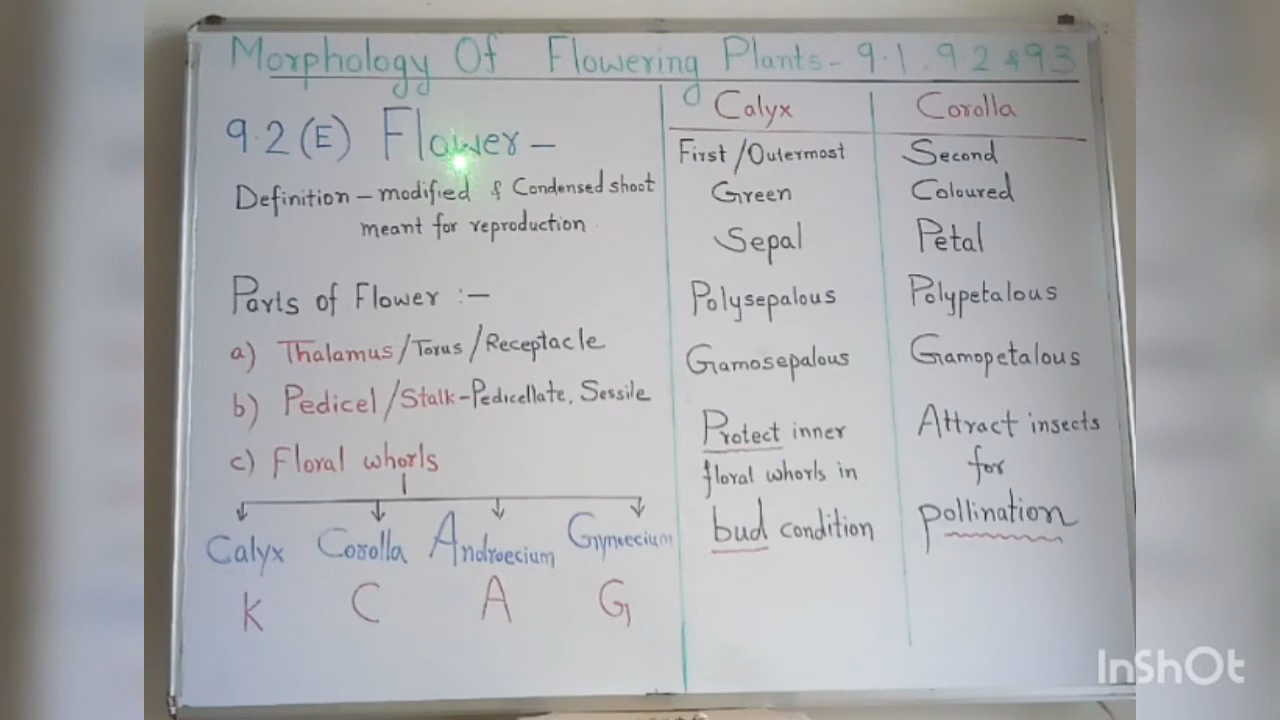 Morphology Of Flowering Plants - 9.1. 9.2 & 9.3
9.2 (E) Flower -
Definition - modified & Condensed shoot
meant for reproduction
Parts of Flower :-
a) Thalamus/Torus/Receptacle
b) Pedicel/Stalk-Pedicellate, Sessile
c) Floral whorls
Calyx Corolla Androecium Gynoecium
K C A G
Calyx Corolla
First/Outermost Second
Green Coloured
Sepal Petal
Polysepalous Polypetalous
Gamosepalous Gamopetalous
Protect inner Attract insects
floral whorls in for
bud condition pollination
InShOt